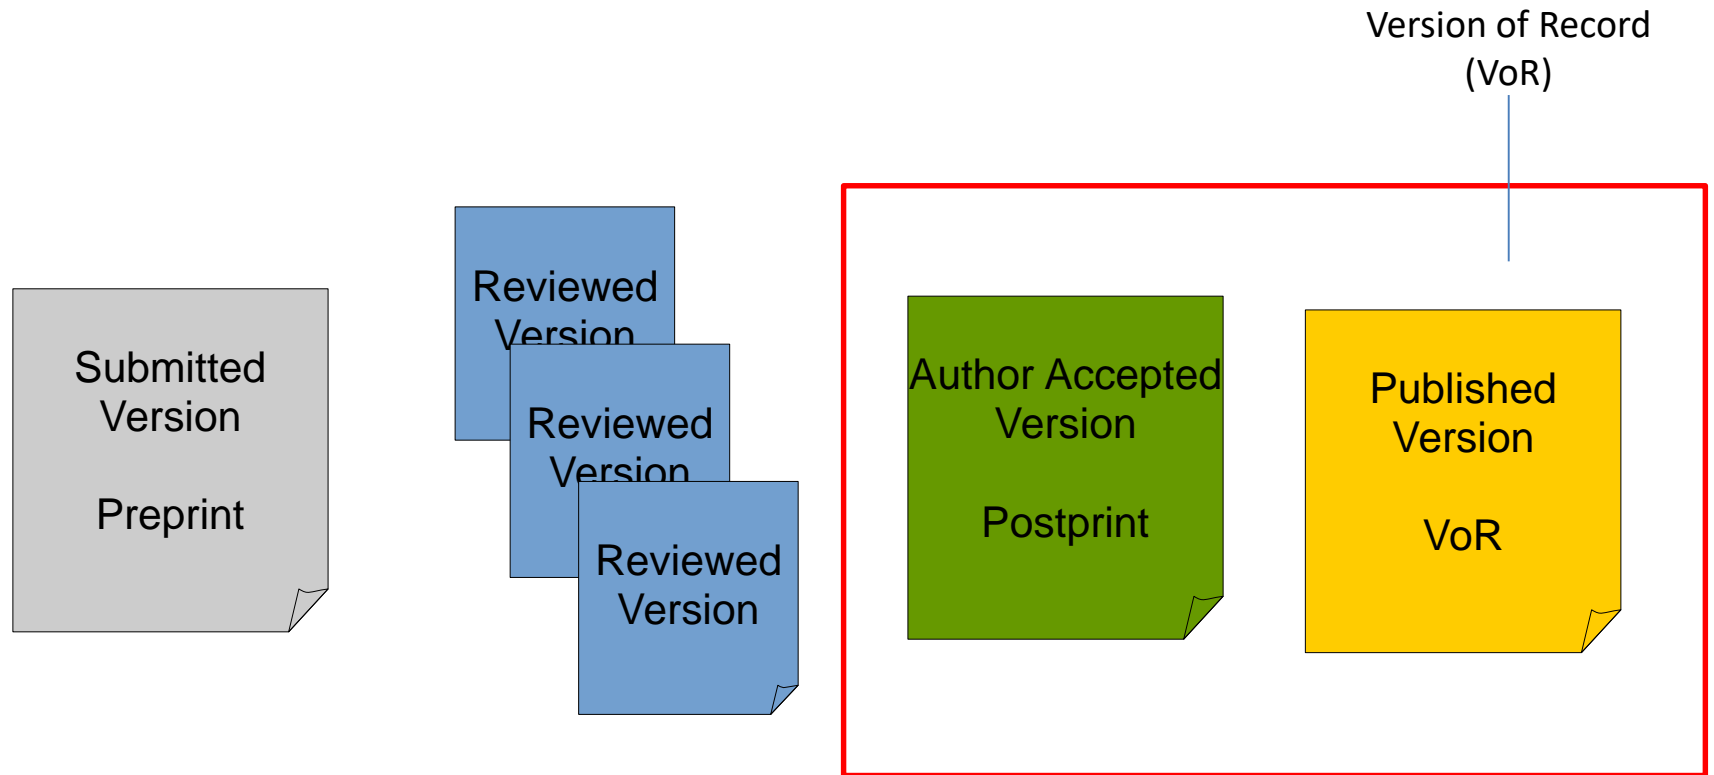 Version of Record
(VoR)
Submitted
Version
Preprint
Reviewed
Version
Reviewed
Version
Reviewed
Version
Author Accepted
Version
Postprint
Published
Version
VoR